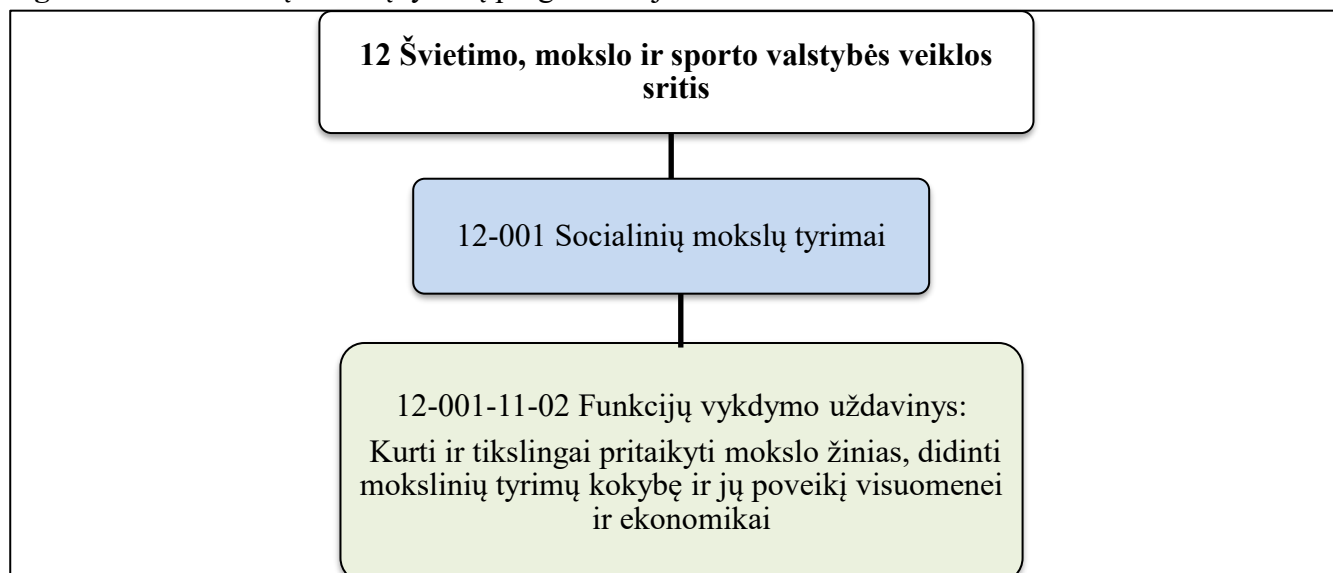 12 Švietimo, mokslo ir sporto valstybės veiklos
sritis
12-001 Socialinių mokslų tyrimai
12-001-11-02 Funkcijų vykdymo uždavinys:
Kurti ir tikslingai pritaikyti mokslo žinias, didinti
mokslinių tyrimų kokybę ir jų poveikį visuomenei
ir ekonomikai